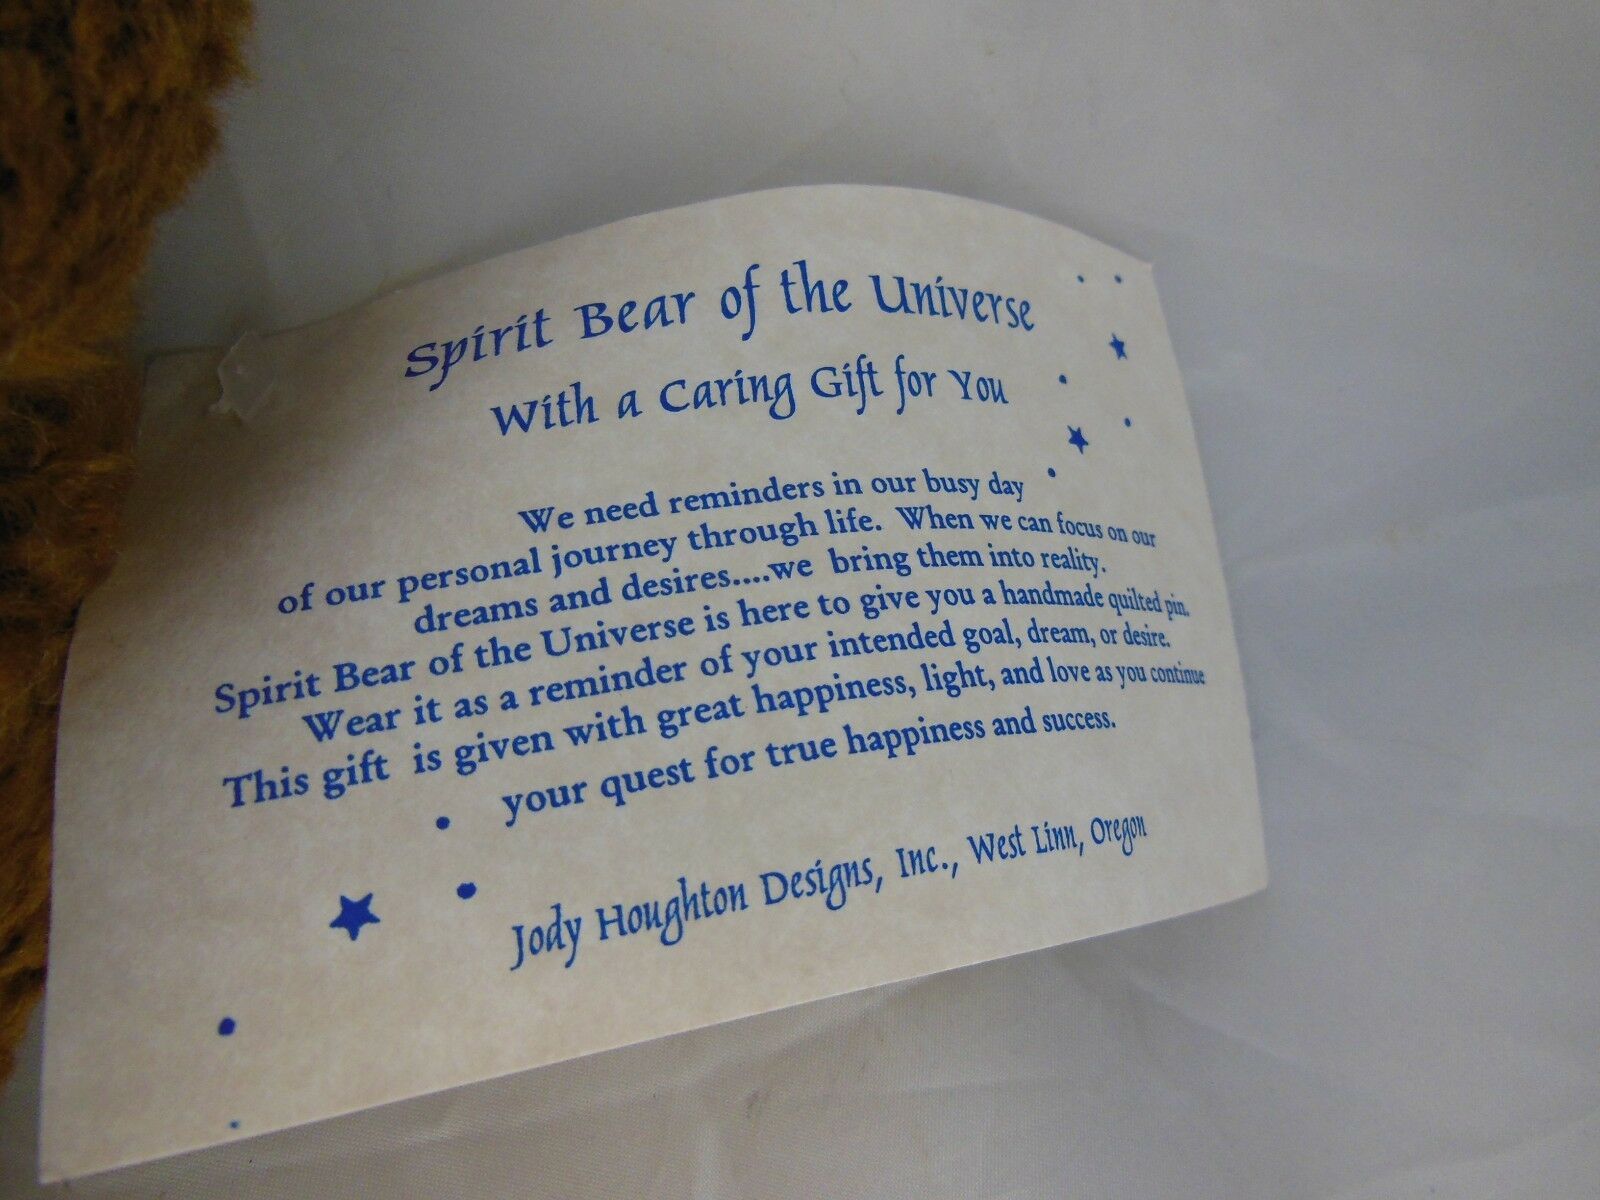 Spirit Bear of the Universe
With a Caring Gift for You
We need reminders in our busy day
of our personal journey through life. When we can focus on our
dreams and desires....we bring them into reality.
Spirit Bear of the Universe is here to give you a handmade quilted pin.
Wear it as a reminder of your intended goal, dream, or desire.
This gift is given with great happiness, light, and love as you continue
your quest for true happiness and success.
Jody Houghton Designs, Inc., West Linn, Oregon